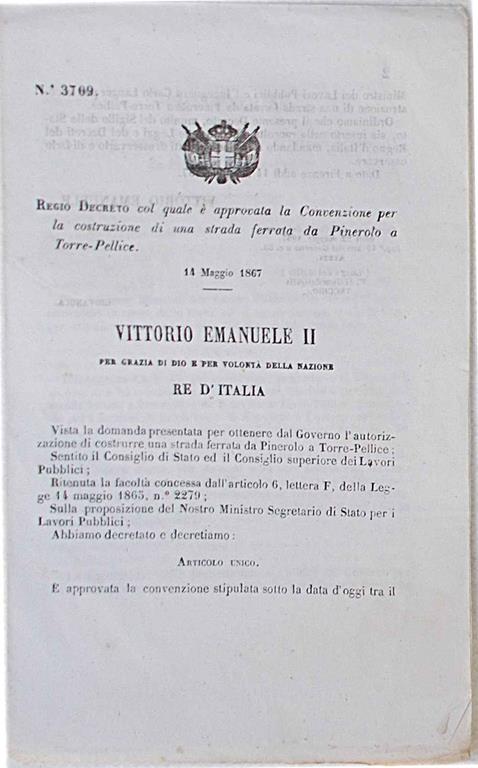 N.° 3709.
REGIO DECRETO col quale è approvata la Convenzione per
la costruzione di una strada ferrata da Pinerolo a
Torre-Pellice.
14 Maggio 1867
VITTORIO EMANUELE II
PER GRAZIA DI DIO E PER VOLONTÀ DELLA NAZIONE
RE D'ITALIA
Vista la domanda presentata per ottenere dal Governo l'autoriz-
zazione di costrurre una strada ferrata da Pinerolo a Torre-Pellice;
Sentito il Consiglio di Stato ed il Consiglio superiore dei Lavori
Pubblici;
Ritenuta la facoltà concessa dall'articolo 6, lettera F, della Leg-
ge 14 maggio 1865, n.° 2279;
Sulla proposizione del Nostro Ministro Segretario di Stato per i
Lavori Pubblici;
Abbiamo decretato e decretiamo:
ARTICOLO UNICO.
È approvata la convenzione stipulata sotto la data d'oggi tra il